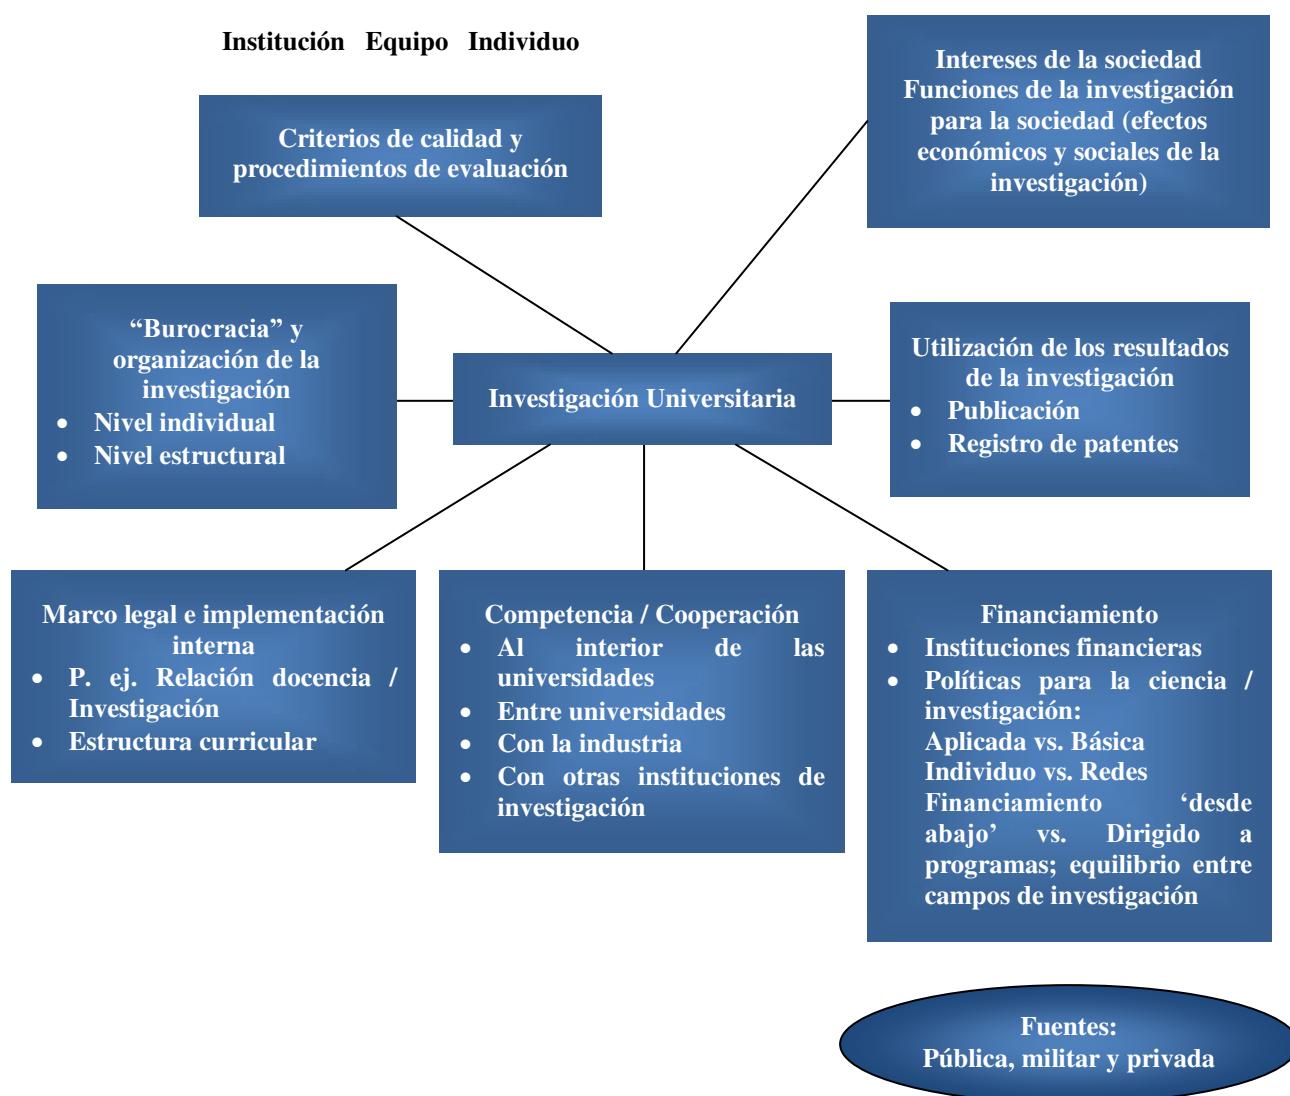 Institución Equipo Individuo
Criterios de calidad y
procedimientos de evaluación
Intereses de la sociedad
Funciones de la investigación
para la sociedad (efectos
económicos y sociales de la
investigación)
“Burocracia” y
organización de la
investigación
• Nivel individual
• Nivel estructural
Investigación Universitaria
Utilización de los resultados
de la investigación
• Publicación
• Registro de patentes
Marco legal e implementación
interna
• P. ej. Relación docencia /
Investigación
• Estructura curricular
Competencia / Cooperación
• Al interior de las
universidades
• Entre universidades
• Con la industria
• Con otras instituciones de
investigación
Financiamiento
• Instituciones financieras
• Políticas para la ciencia /
investigación:
Aplicada vs. Básica
Individuo vs. Redes
Financiamiento ‘desde
abajo’ vs. Dirigido a
programas; equilibrio entre
campos de investigación
Fuentes:
Pública, militar y privada